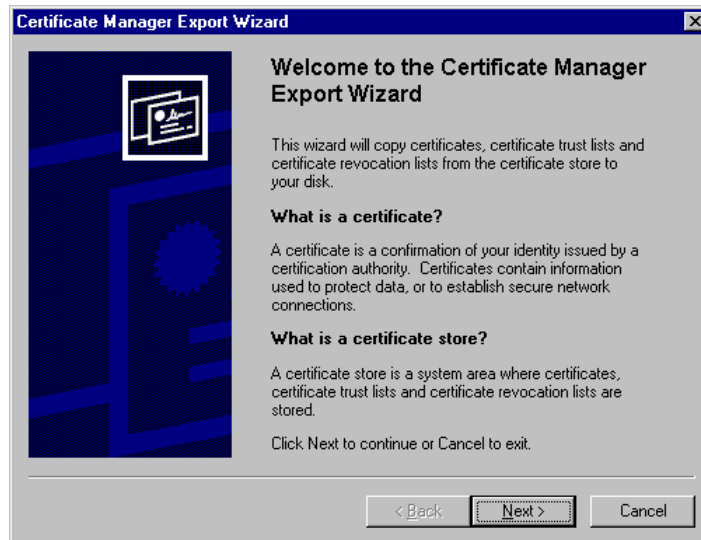 Certificate Manager Export Wizard
Welcome to the Certificate Manager
Export Wizard
This wizard will copy certificates, certificate trust lists and
certificate revocation lists from the certificate store to
your disk.
What is a certificate?
A certificate is a confirmation of your identity issued by a
certification authority. Certificates contain information
used to protect data, or to establish secure network
connections.
What is a certificate store?
A certificate store is a system area where certificates,
certificate trust lists and certificate revocation lists are
stored.
Click Next to continue or Cancel to exit.
< Back Next > Cancel